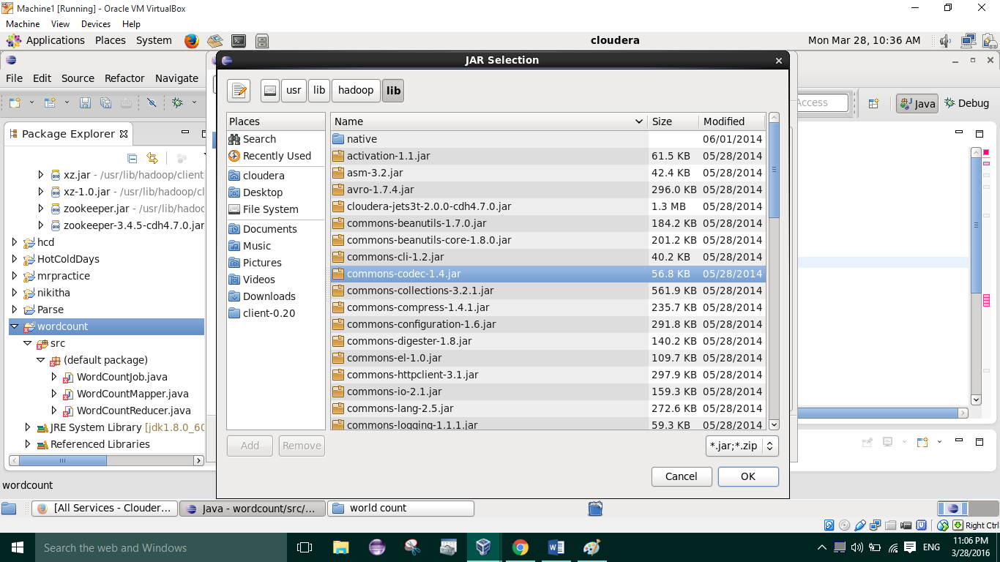 Machine1 [Running] - Oracle VM VirtualBox
Machine View Devices Help
Applications Places System cloudera Mon Mar 28, 10:36 AM
JAR Selection
File Edit Source Refactor Navigate
usr lib hadoop lib
Access Java Debug
Package Explorer
Places
Search
Recently Used
cloudera
Desktop
File System
Documents
Music
Pictures
Videos
Downloads
client-0.20
Name Size Modified
native 06/01/2014
activation-1.1.jar 61.5 KB 05/28/2014
asm-3.2.jar 42.4 KB 05/28/2014
avro-1.7.4.jar 296.0 KB 05/28/2014
cloudera-jets3t-2.0.0-cdh4.7.0.jar 1.3 MB 05/28/2014
commons-beanutils-1.7.0.jar 184.2 KB 05/28/2014
commons-beanutils-core-1.8.0.jar 201.2 KB 05/28/2014
commons-cli-1.2.jar 40.2 KB 05/28/2014
commons-codec-1.4.jar 56.8 KB 05/28/2014
commons-collections-3.2.1.jar 561.9 KB 05/28/2014
commons-compress-1.4.1.jar 235.7 KB 05/28/2014
commons-configuration-1.6.jar 291.8 KB 05/28/2014
commons-digester-1.8.jar 140.2 KB 05/28/2014
commons-el-1.0.jar 109.7 KB 05/28/2014
commons-httpclient-3.1.jar 297.9 KB 05/28/2014
commons-io-2.1.jar 159.3 KB 05/28/2014
commons-lang-2.5.jar 272.6 KB 05/28/2014
commons-logging-1.1.1.jar 59.3 KB 05/28/2014
xz.jar - /usr/lib/hadoop/client
xz-1.0.jar - /usr/lib/hadoop/cl
zookeeper.jar - /usr/lib/hadoo
zookeeper-3.4.5-cdh4.7.0.jar
hcd
HotColdDays
mrpractice
nikitha
Parse
wordcount
src
(default package)
WordCountJob.java
WordCountMapper.java
WordCountReducer.java
JRE System Library [jdk1.8.0_60
Referenced Libraries
Add Remove *.jar;*.zip
Cancel OK
wordcount
[All Services - Clouder... Java - wordcount/src/... world count
Right Ctrl
Search the web and Windows
ENG 11:06 PM
3/28/2016